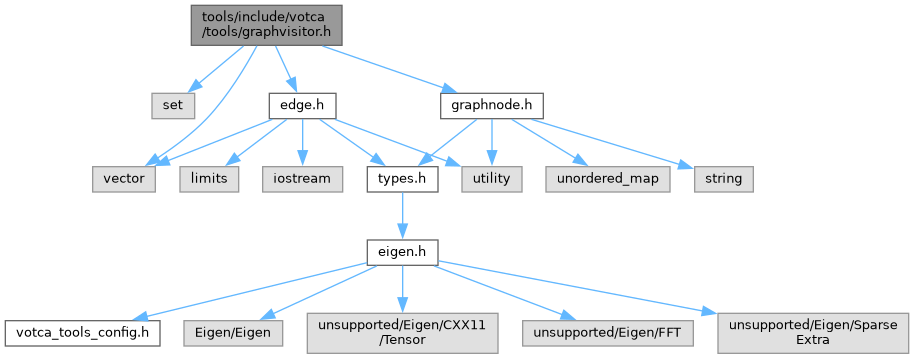 tools/include/votca
/tools/graphvisitor.h
set
edge.h
graphnode.h
vector
limits
iostream
types.h
utility
unordered_map
string
eigen.h
votca_tools_config.h
Eigen/Eigen
unsupported/Eigen/CXX11
/Tensor
unsupported/Eigen/FFT
unsupported/Eigen/Sparse
Extra